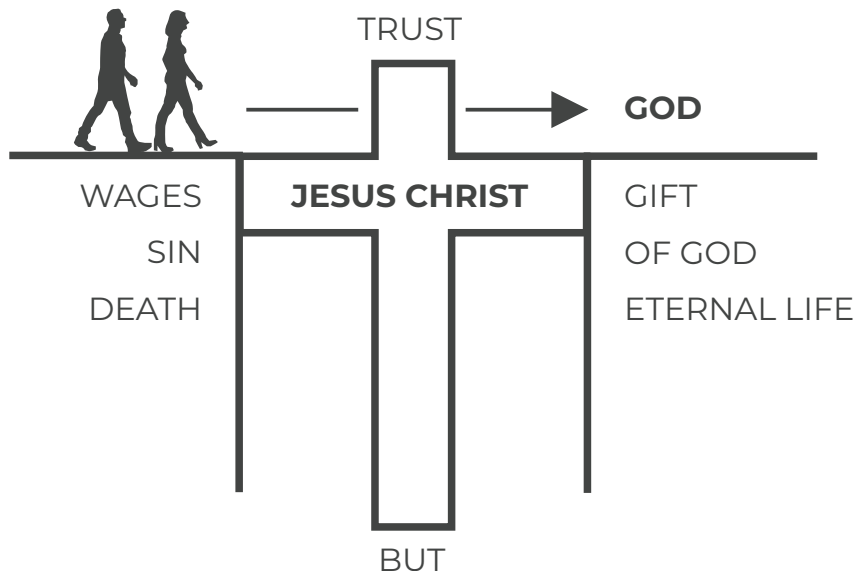 TRUST
GOD
WAGES
SIN
DEATH
JESUS CHRIST
GIFT
OF GOD
ETERNAL LIFE
BUT